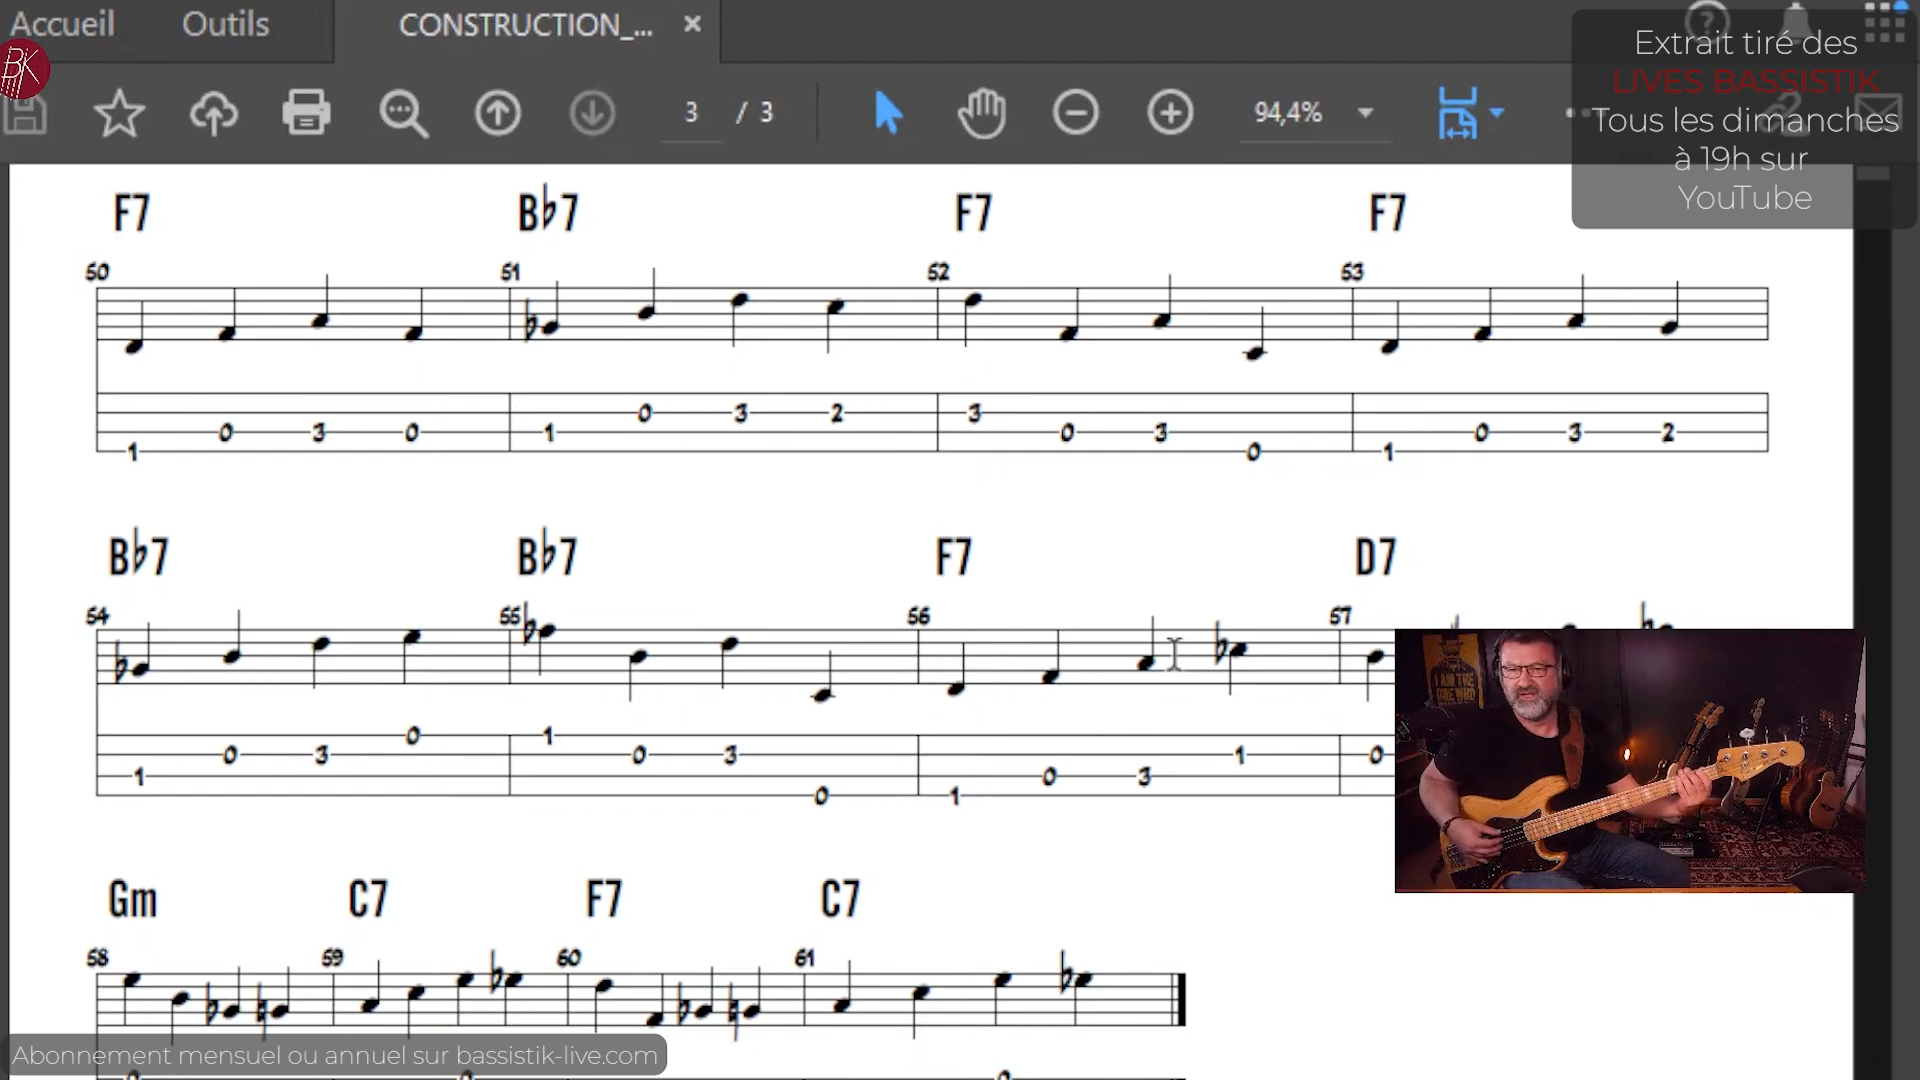 Accueil Outils CONSTRUCTION_...
BK
3 / 3 94,4%
Extrait tiré des
LIVES BASSISTIK
Tous les dimanches
à 19h sur
YouTube
F7 B♭7 F7 F7
50 51 52 53
1 0 3 0 1 0 3 2 3 0 3 0 1 0 3 2
B♭7 B♭7 F7 D7
54 55 56 57
1 0 3 0 1 0 3 0 1 0 3 1 0
Gm C7 F7 C7
58 59 60 61
Abonnement mensuel ou annuel sur bassistik-live.com